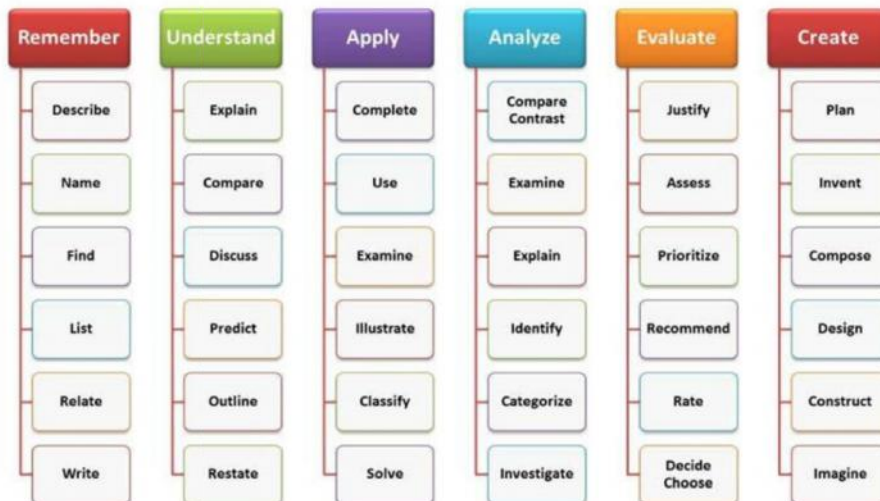 Remember
Describe
Name
Find
List
Relate
Write
Understand
Explain
Compare
Discuss
Predict
Outline
Restate
Apply
Complete
Use
Examine
Illustrate
Classify
Solve
Analyze
Compare
Contrast
Examine
Explain
Identify
Categorize
Investigate
Evaluate
Justify
Assess
Prioritize
Recommend
Rate
Decide
Choose
Create
Plan
Invent
Compose
Design
Construct
Imagine